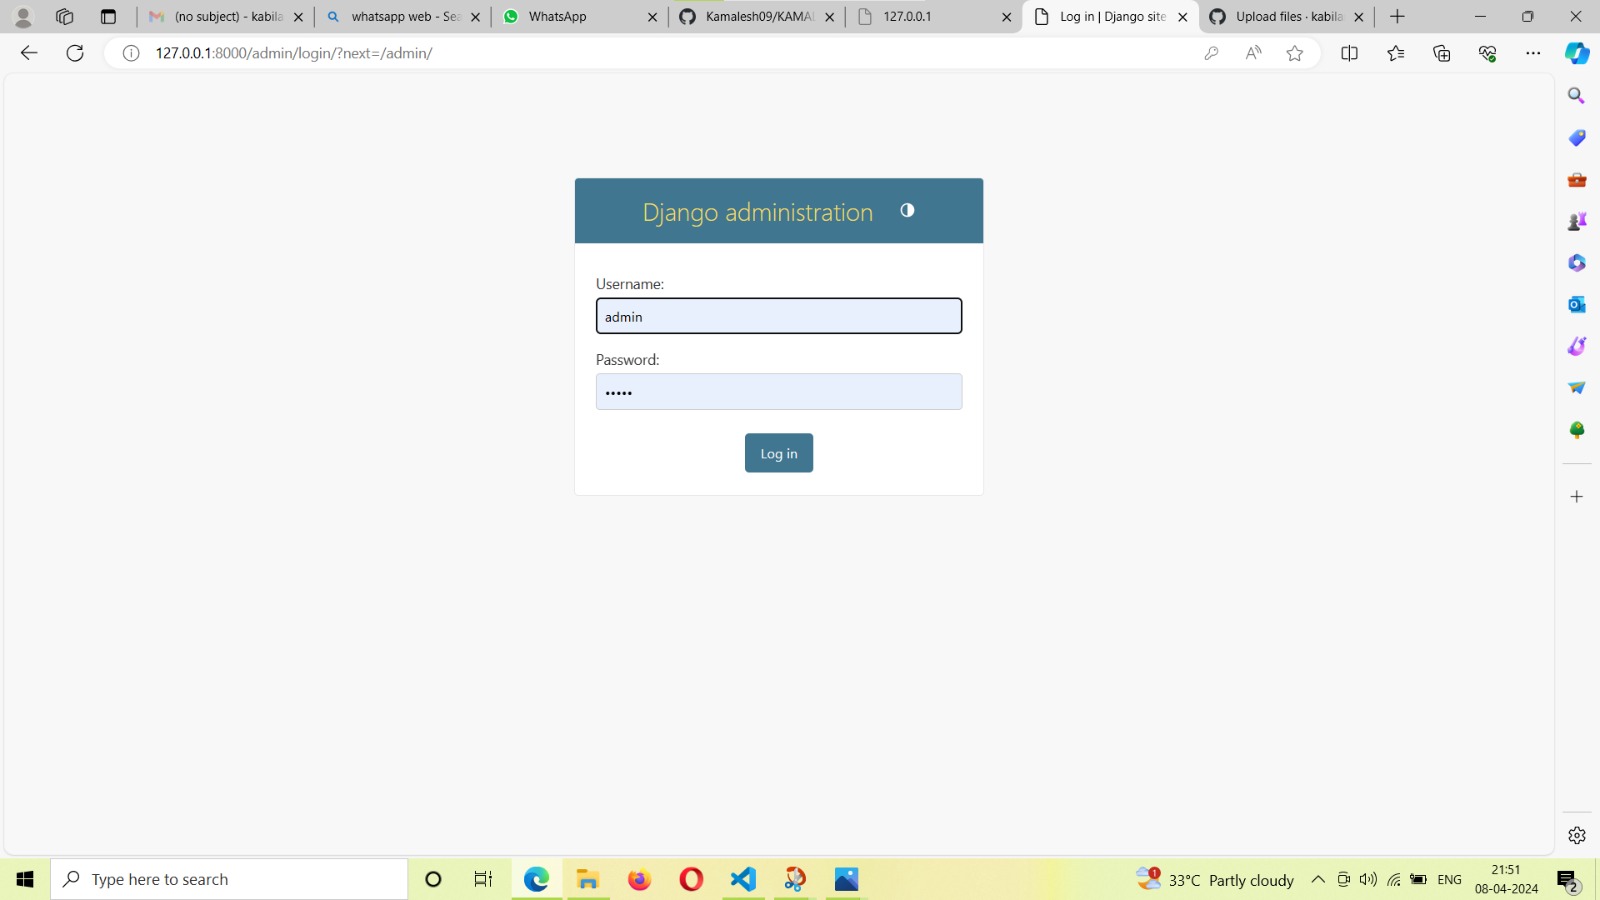 (no subject) - kabila
whatsapp web - Sea
WhatsApp
Kamalesh09/KAMAL
127.0.0.1
Log in | Django site
Upload files · kabila
127.0.0.1:8000/admin/login/?next=/admin/
Django administration
Username:
admin
Password:
•••••
Log in
Type here to search
1
33°C Partly cloudy
ENG
21:51
08-04-2024
2